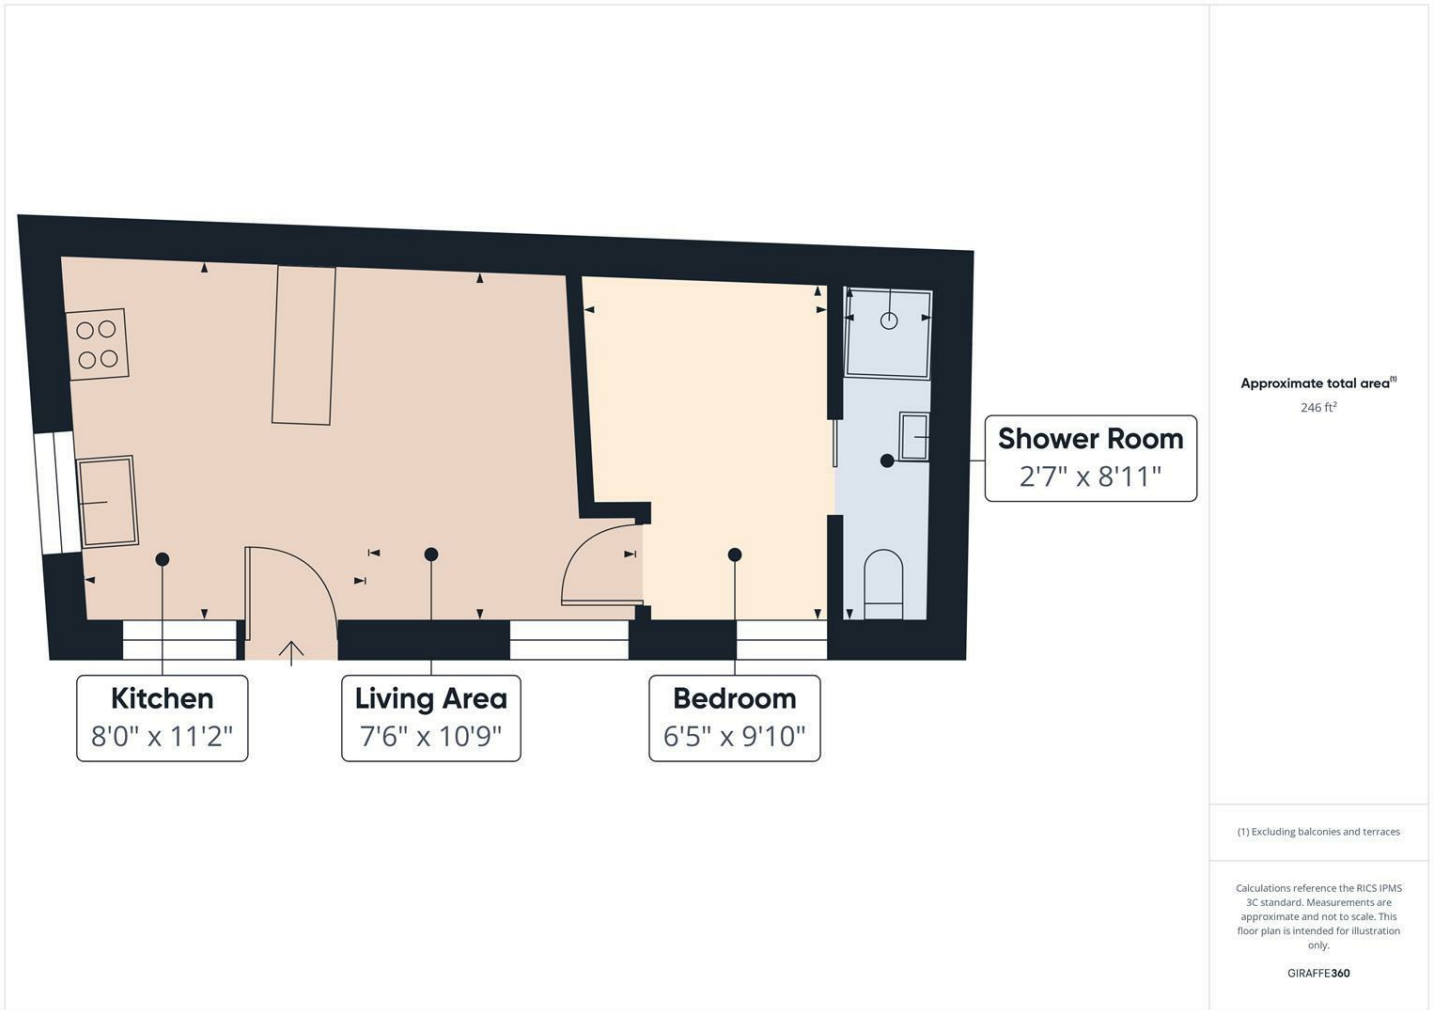 Approximate total area(1)
246 ft²
Shower Room
2'7" x 8'11"
Kitchen
8'0" x 11'2"
Living Area
7'6" x 10'9"
Bedroom
6'5" x 9'10"
(1) Excluding balconies and terraces
Calculations reference the RICS IPMS
3C standard. Measurements are
approximate and not to scale. This
floor plan is intended for illustration
only.
GIRAFFE360